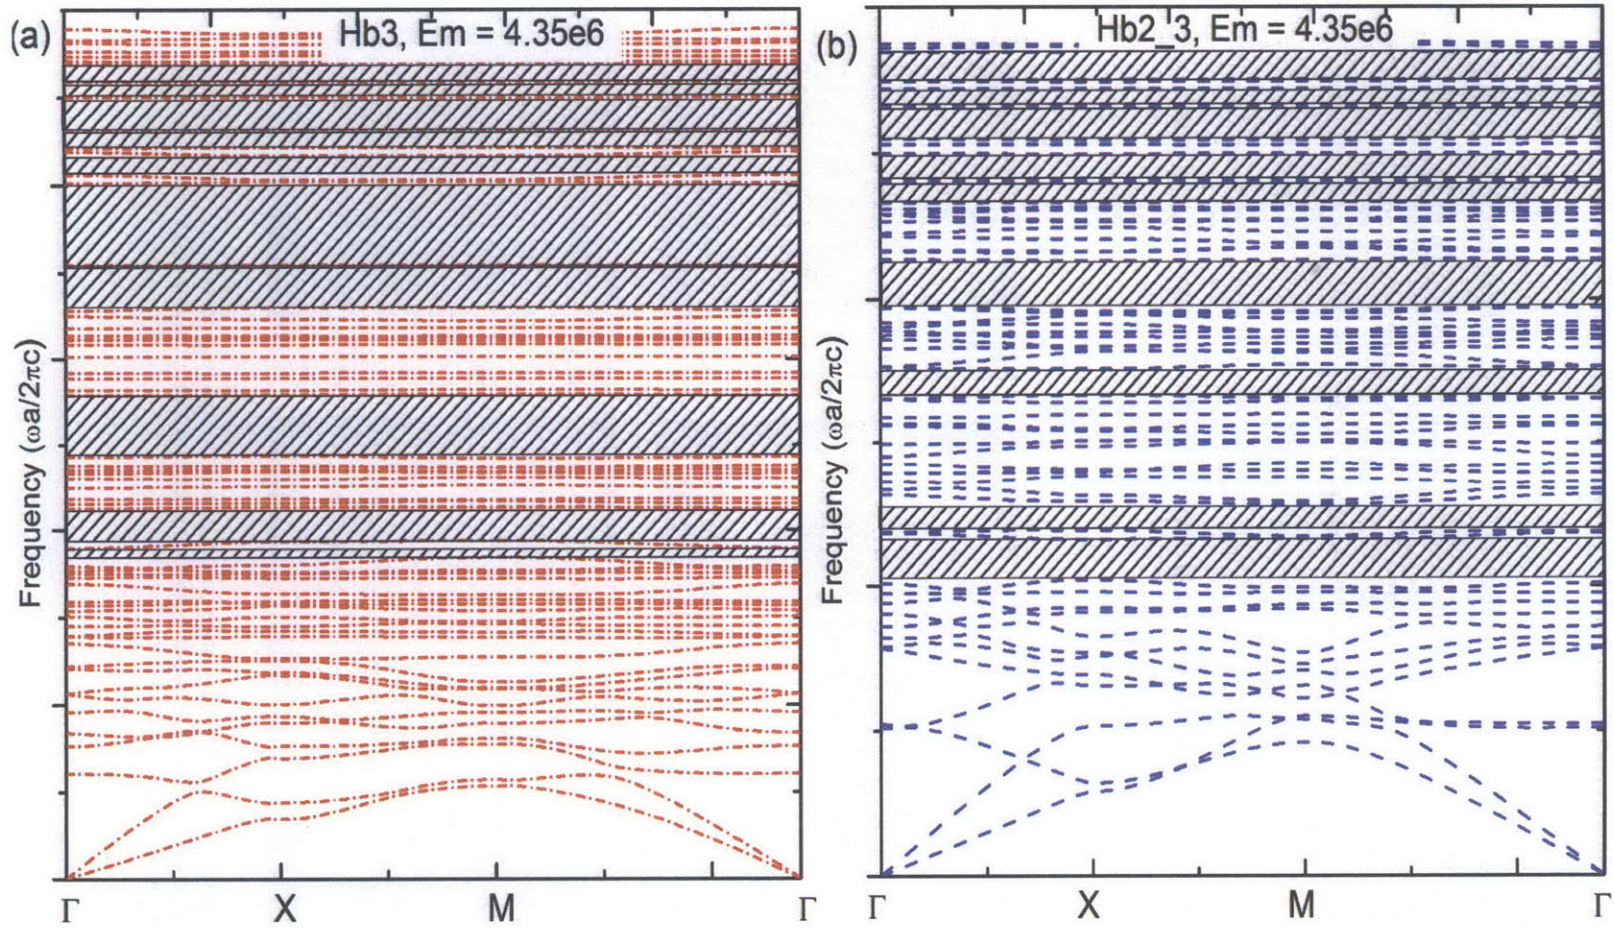 (a)
Hb3, Em = 4.35e6
Frequency (ωa/2πc)
Γ X M Γ
(b)
Hb2_3, Em = 4.35e6
Frequency (ωa/2πc)
Γ X M Γ